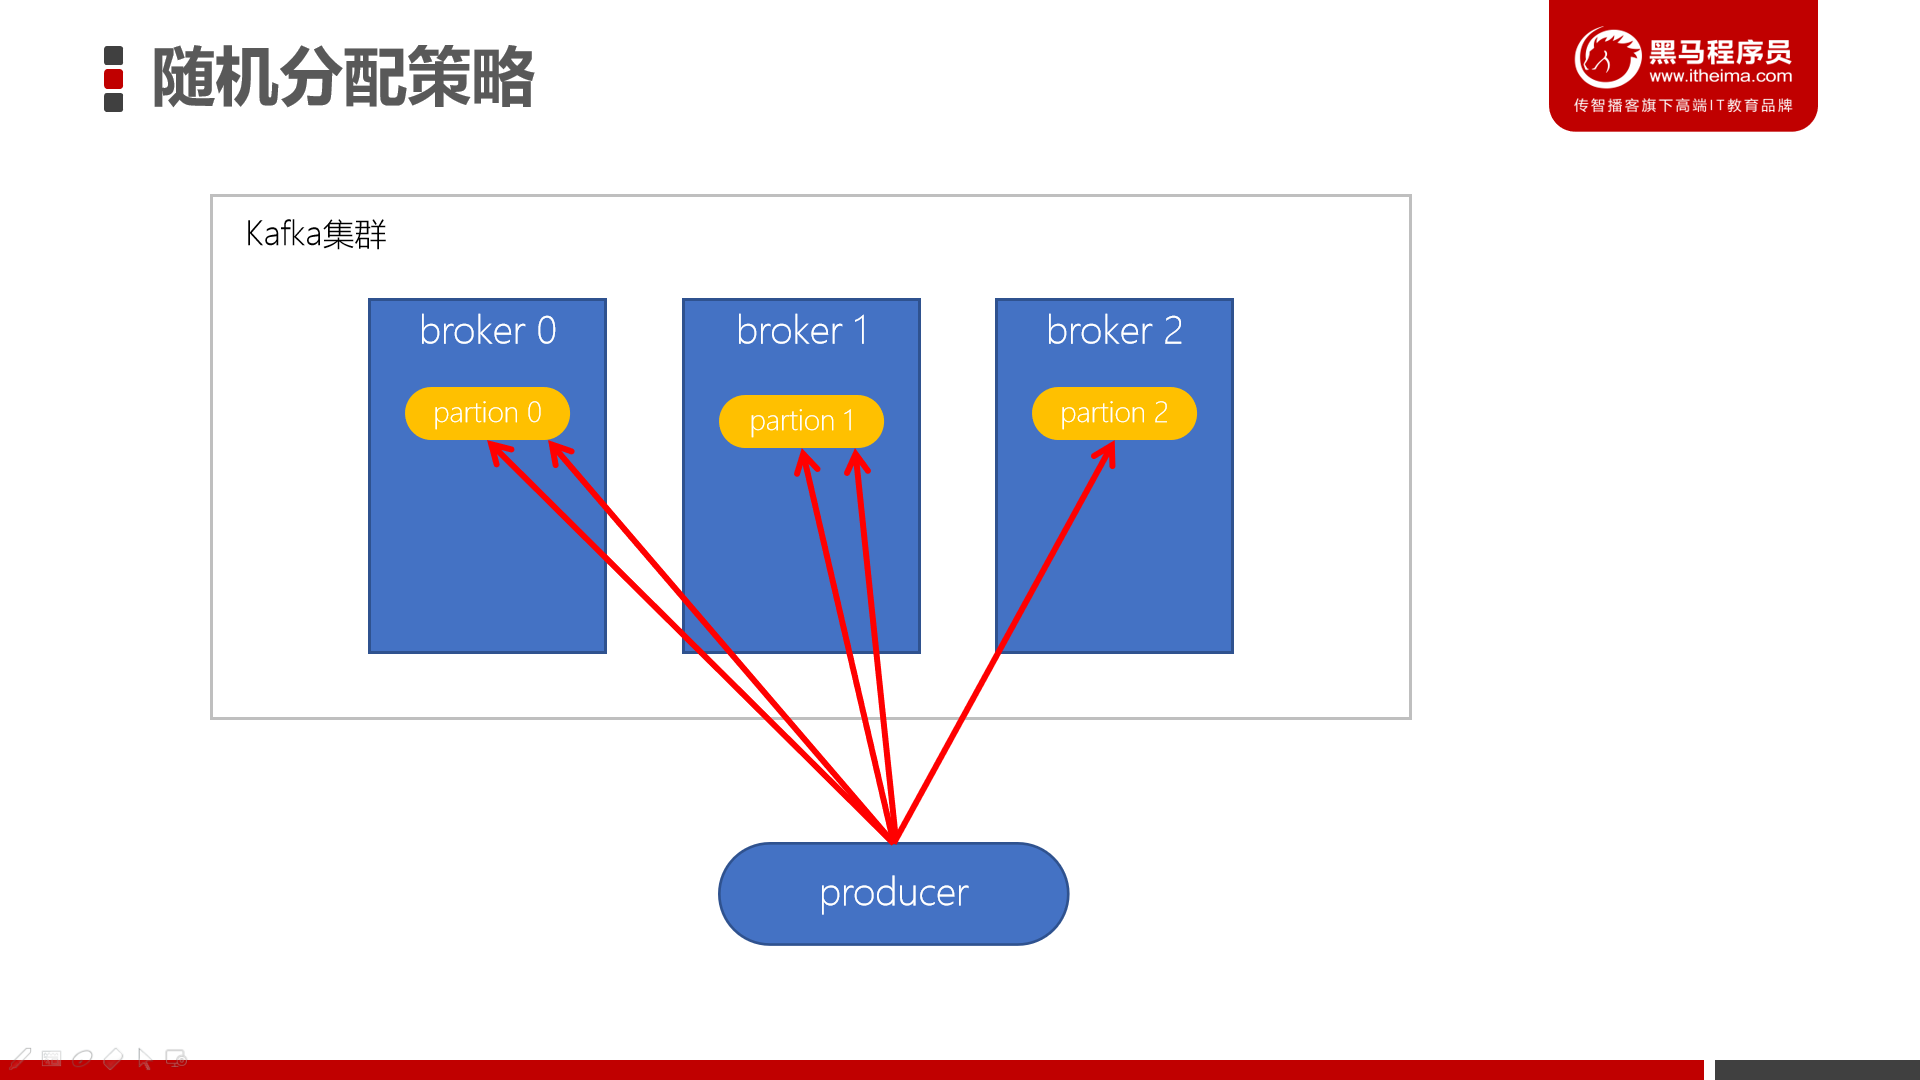 随机分配策略
黑马程序员
www.itheima.com
传智播客旗下高端IT教育品牌
Kafka集群
broker 0
broker 1
broker 2
partion 0
partion 1
partion 2
producer